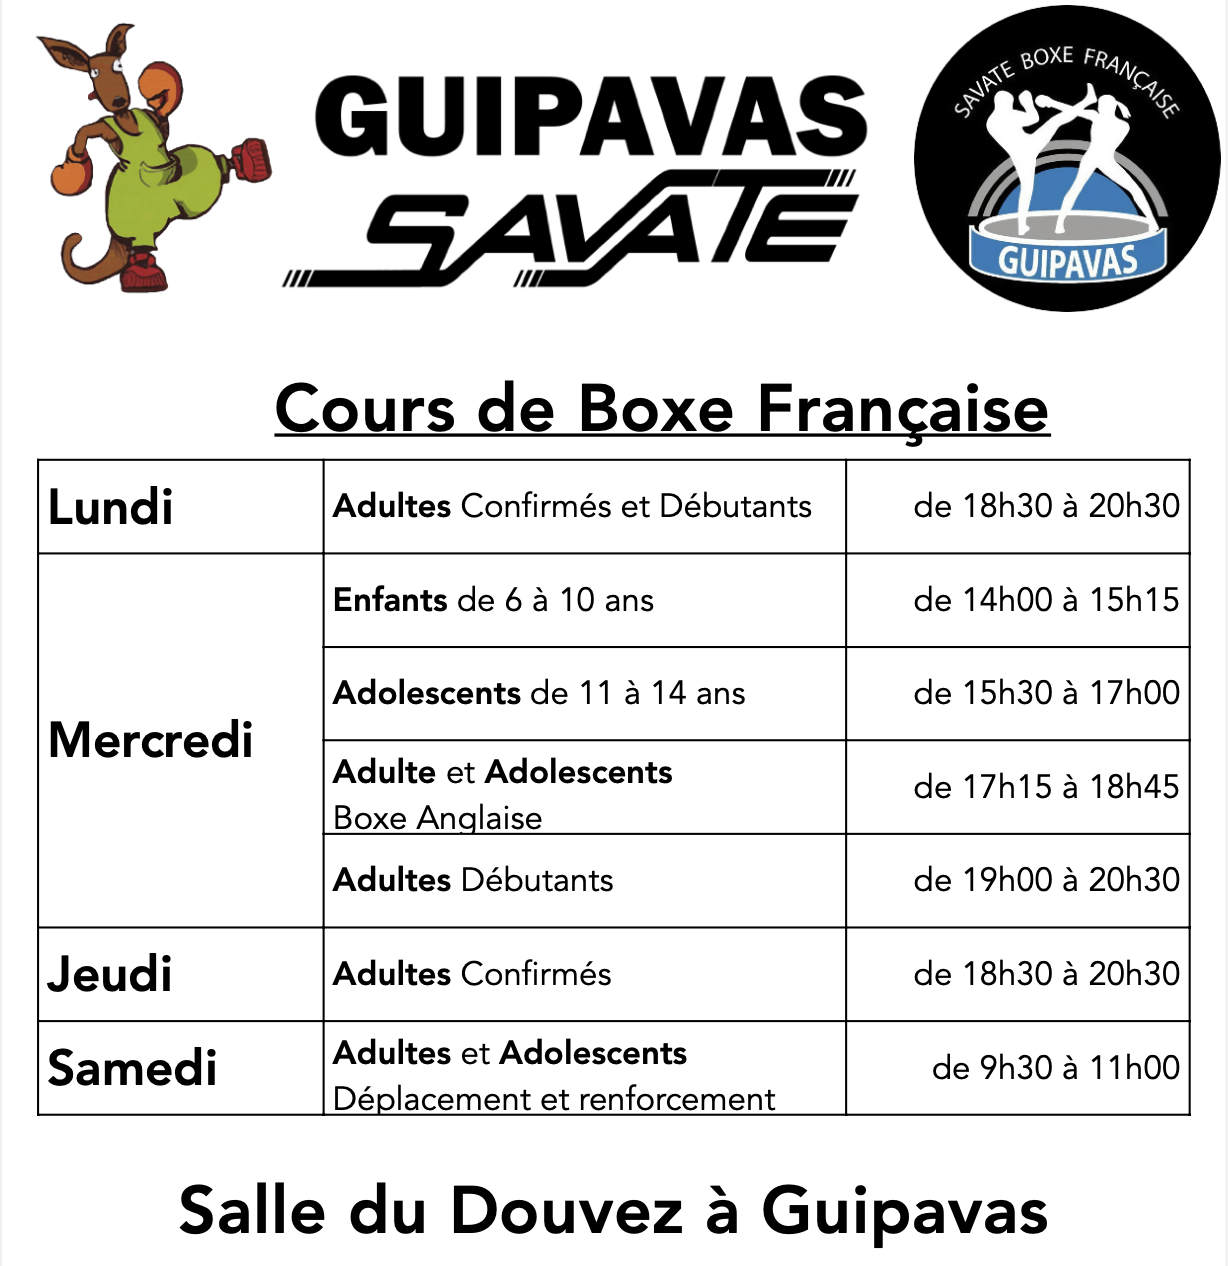 GUIPAVAS
SAVATE
SAVATE BOXE FRANÇAISE
GUIPAVAS
Cours de Boxe Française
Lundi
Adultes Confirmés et Débutants
de 18h30 à 20h30
Mercredi
Enfants de 6 à 10 ans
de 14h00 à 15h15
Adolescents de 11 à 14 ans
de 15h30 à 17h00
Adulte et Adolescents
Boxe Anglaise
de 17h15 à 18h45
Adultes Débutants
de 19h00 à 20h30
Jeudi
Adultes Confirmés
de 18h30 à 20h30
Samedi
Adultes et Adolescents
Déplacement et renforcement
de 9h30 à 11h00
Salle du Douvez à Guipavas